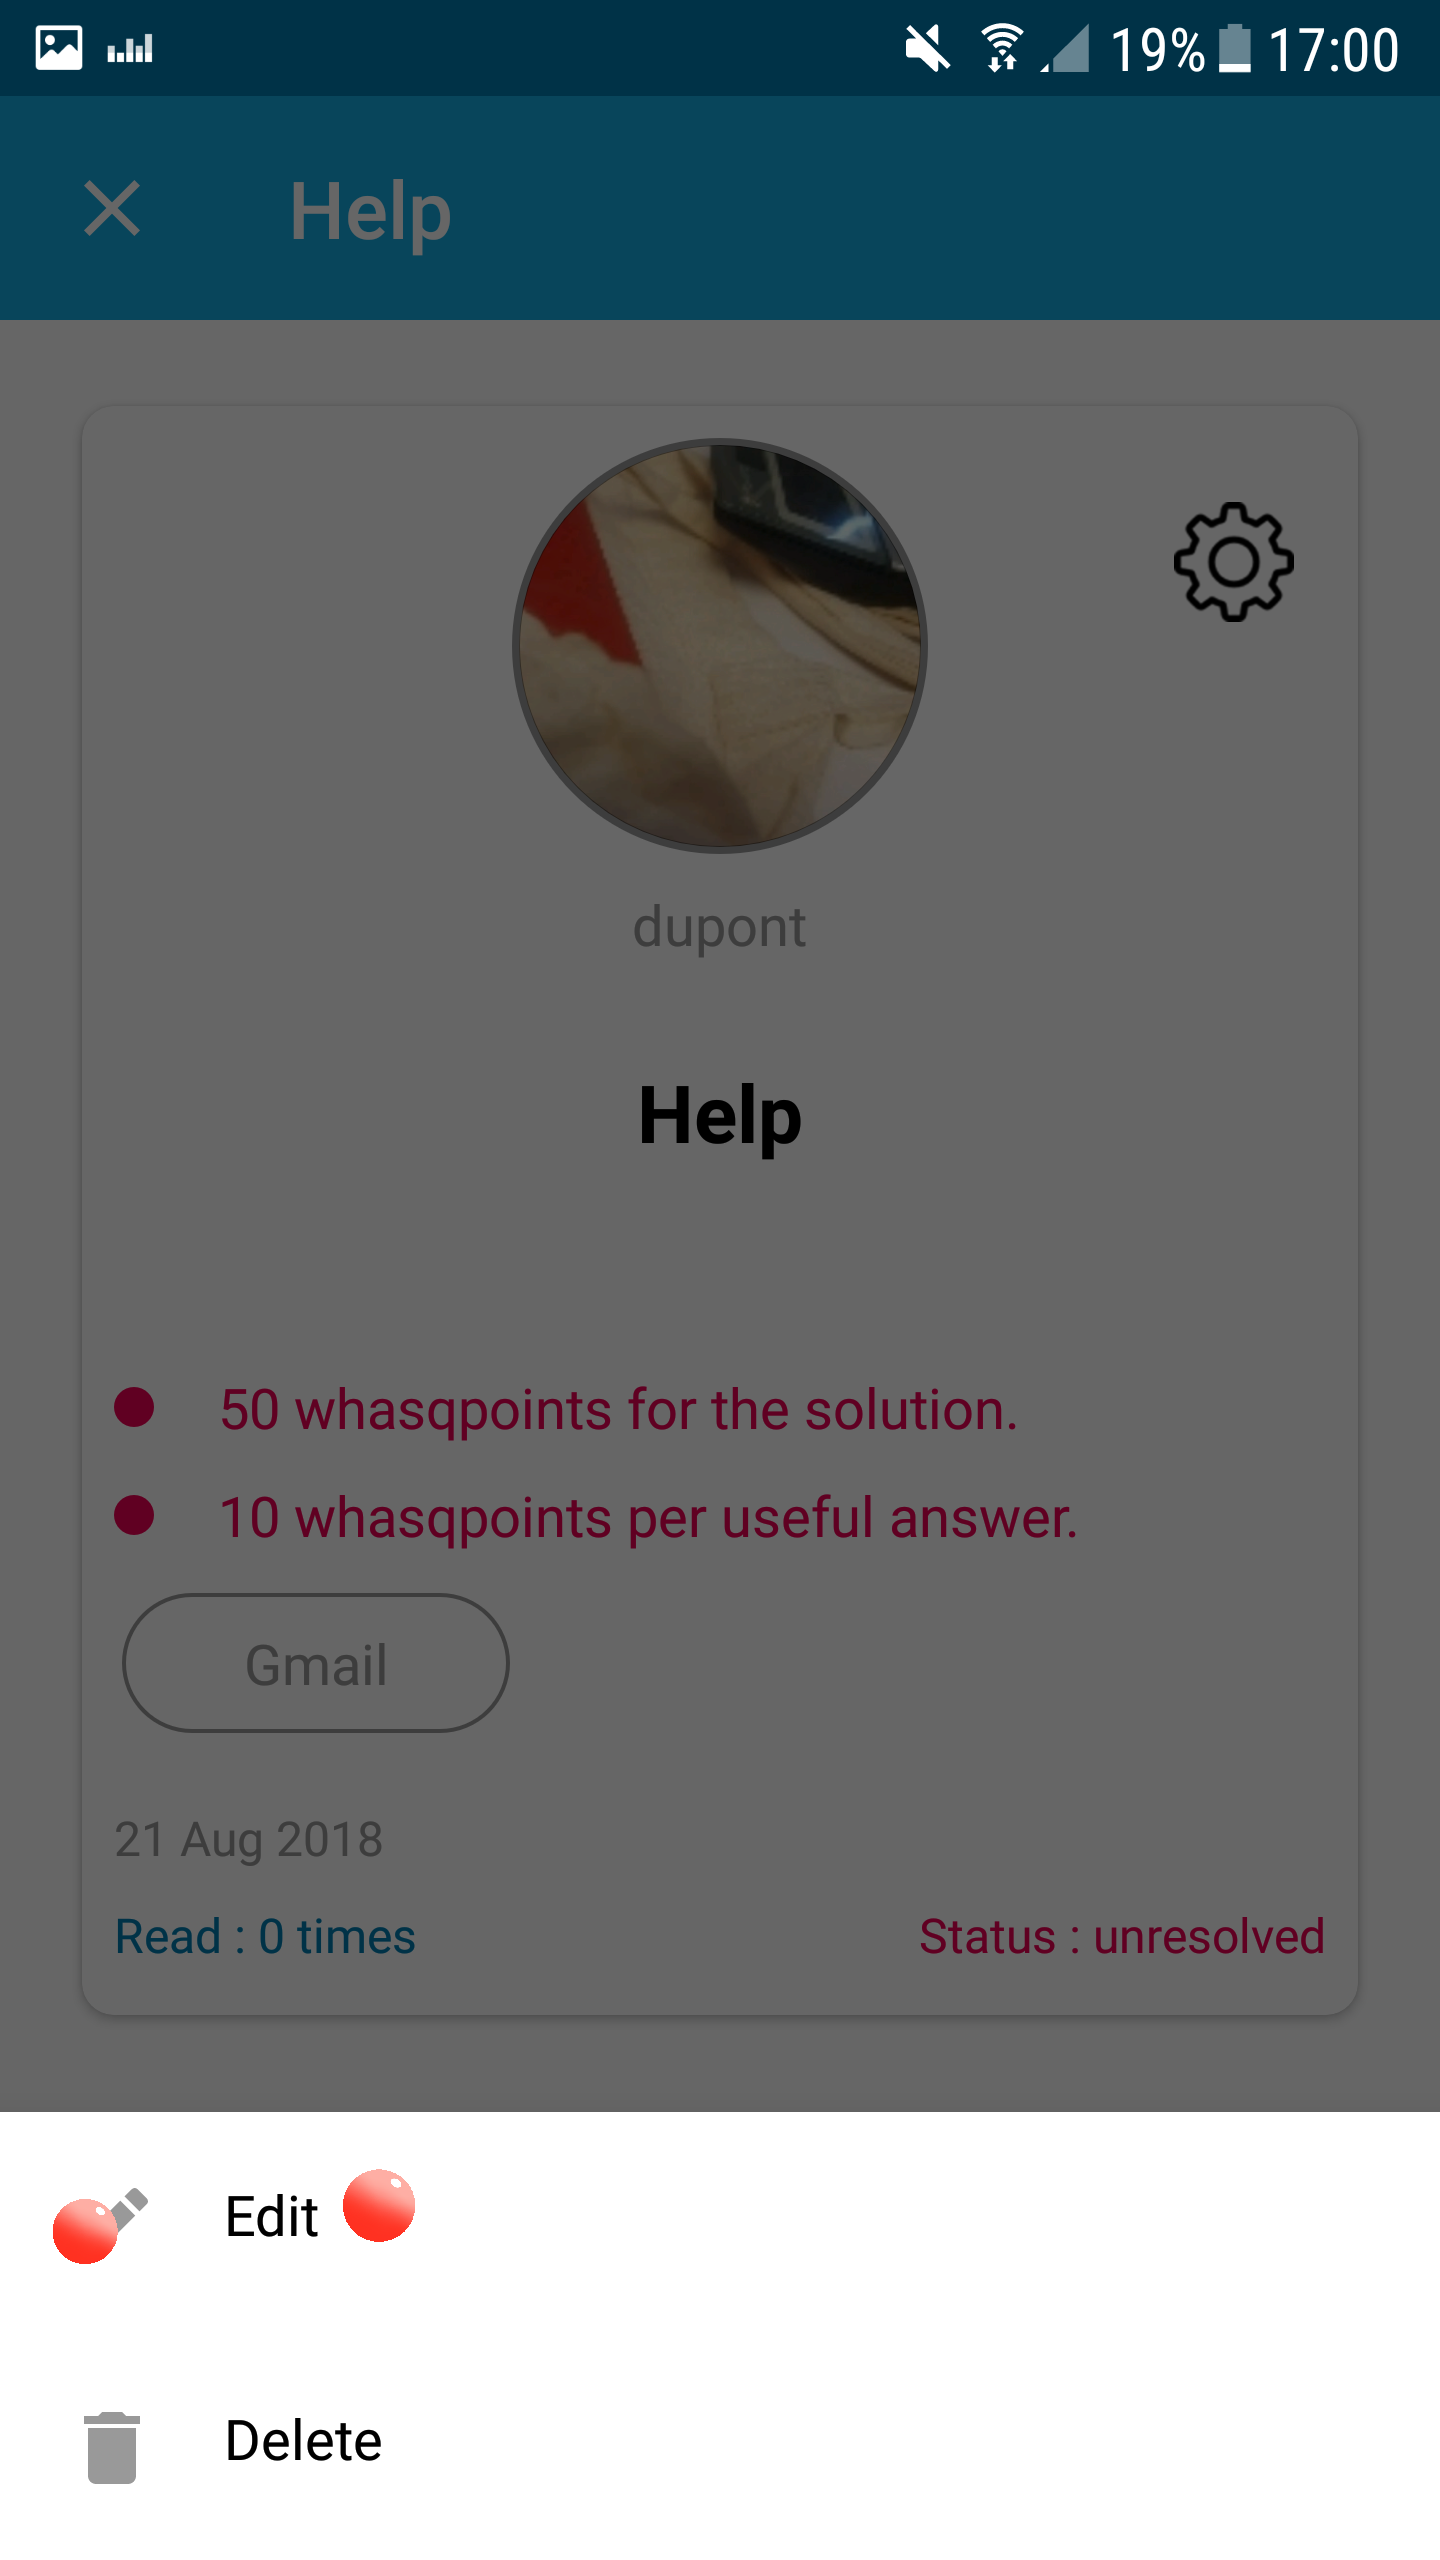 19% 17:00
Help
dupont
Help
50 whasqpoints for the solution.
10 whasqpoints per useful answer.
Gmail
21 Aug 2018
Read : 0 times
Status : unresolved
Edit
Delete